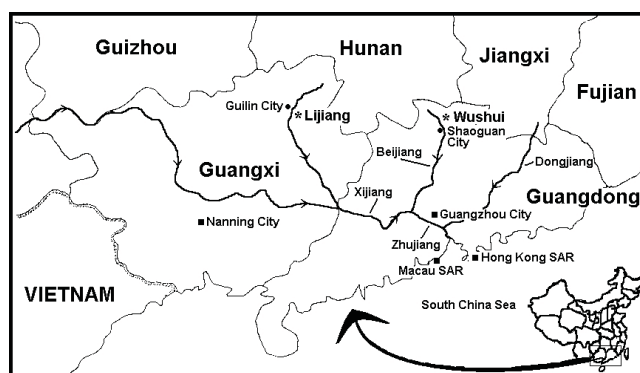 Guizhou
Hunan
Jiangxi
Fujian
Guilin City
* Lijiang
* Wushui
Shaoguan
City
Beijiang
Guangxi
Dongjiang
Xijiang
Guangdong
Nanning City
Guangzhou City
Zhujiang
Hong Kong SAR
Macau SAR
VIETNAM
South China Sea